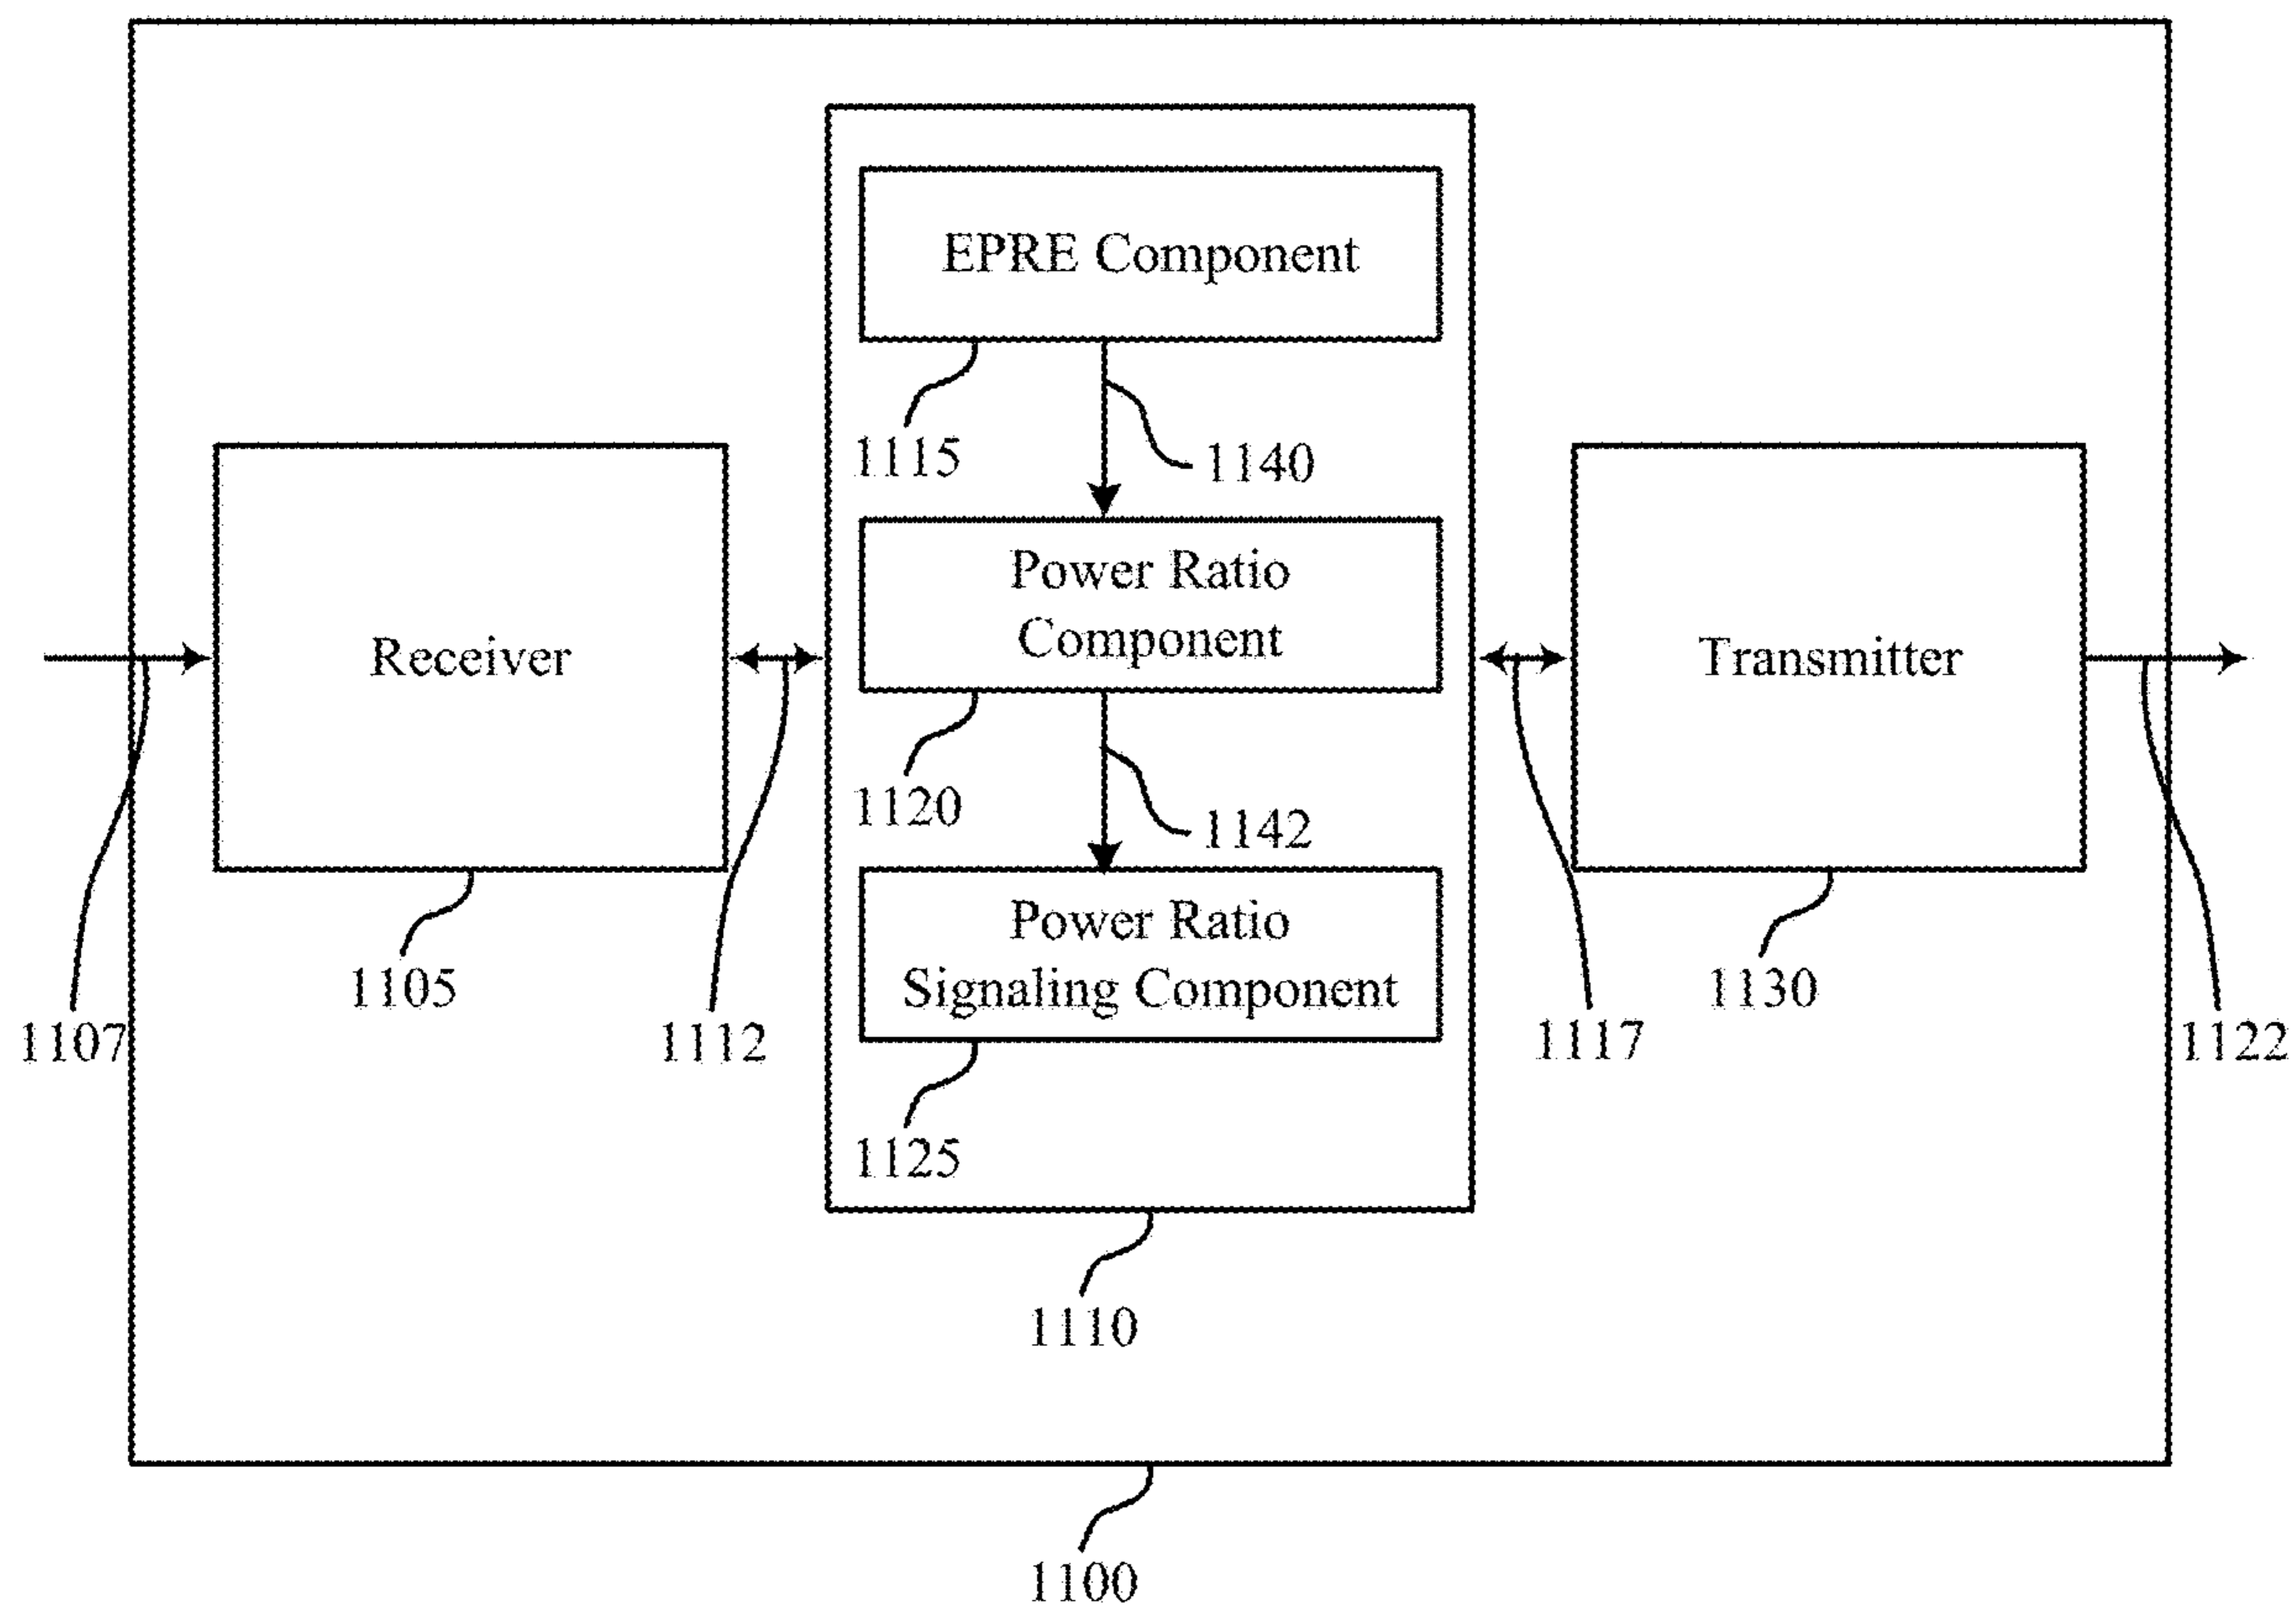 EPRE Component
1115
1140
Receiver
Power Ratio
Component
Transmitter
1120
1142
Power Ratio
Signaling Component
1105
1130
1107
1112
1117
1122
1125
1110
1100